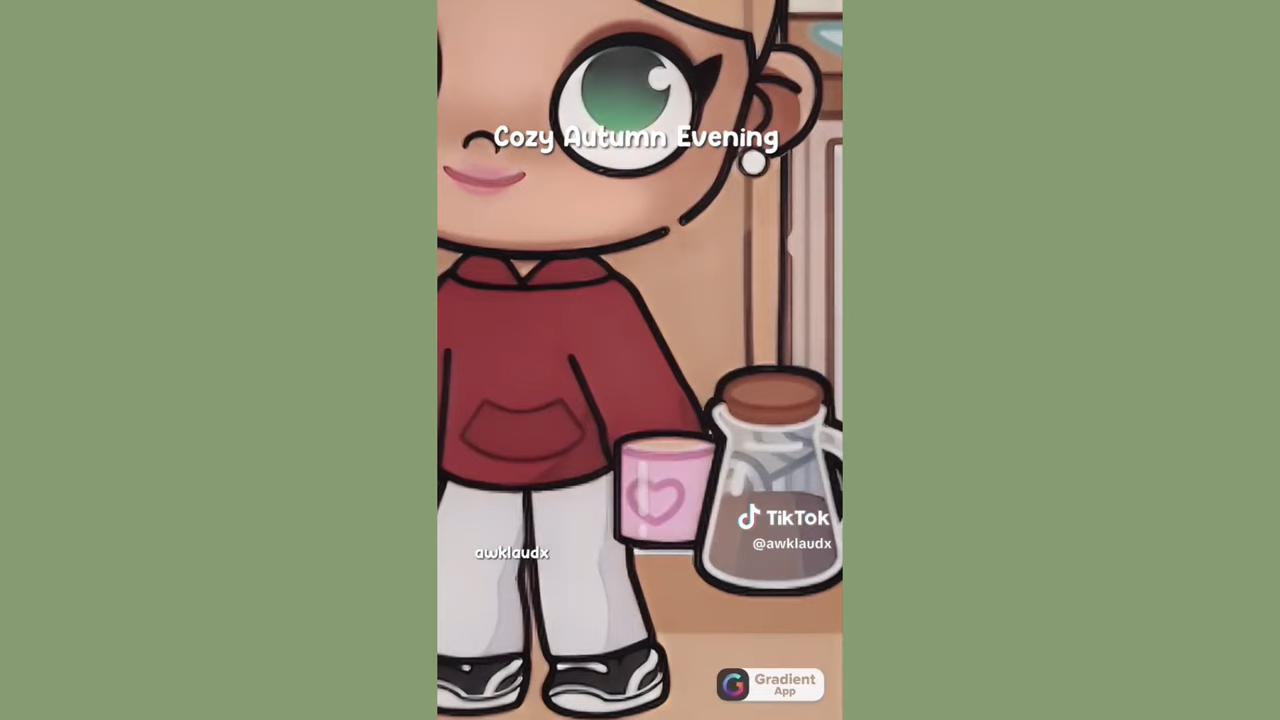 Cozy Autumn Evening
TikTok
@awklaudx
awklaudx
Gradient
App